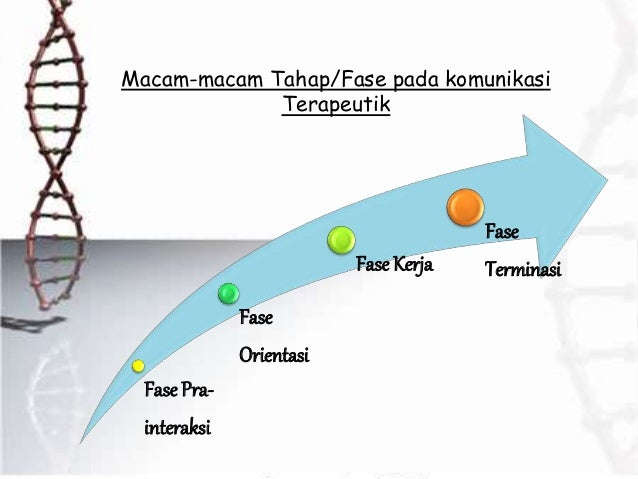 Macam-macam Tahap/Fase pada komunikasi
Terapeutik
Fase
Terminasi
Fase Kerja
Fase
Orientasi
Fase Pra-
interaksi